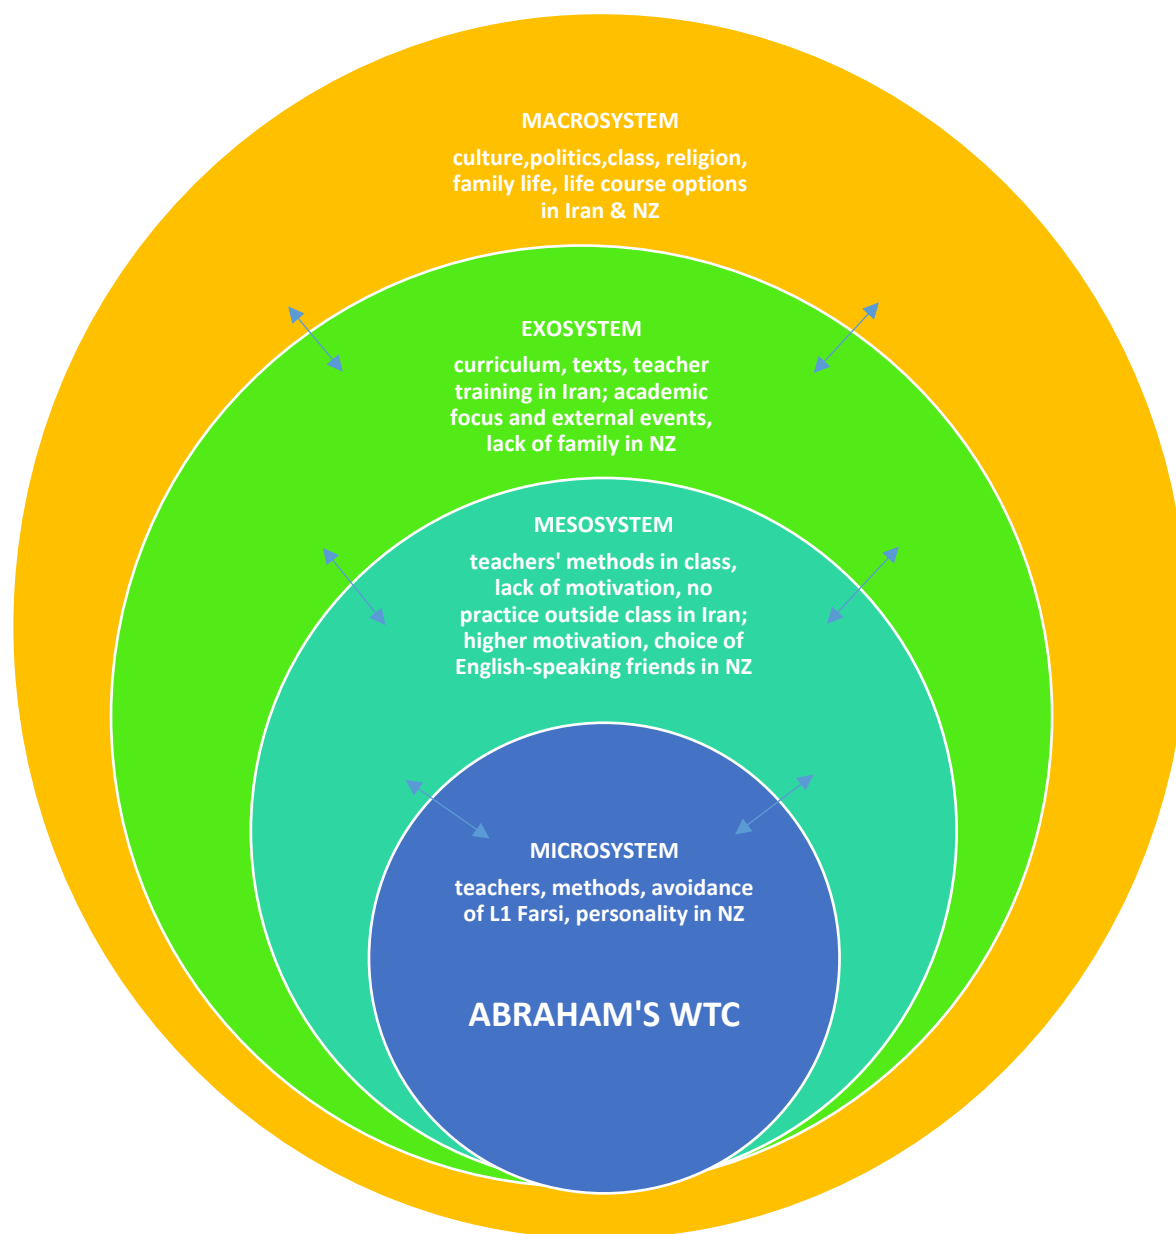 MACROSYSTEM
culture,politics,class, religion,
family life, life course options
in Iran & NZ
EXOSYSTEM
curriculum, texts, teacher
training in Iran; academic
focus and external events,
lack of family in NZ
MESOSYSTEM
teachers' methods in class,
lack of motivation, no
practice outside class in Iran;
higher motivation, choice of
English-speaking friends in NZ
MICROSYSTEM
teachers, methods, avoidance
of L1 Farsi, personality in NZ
ABRAHAM'S WTC